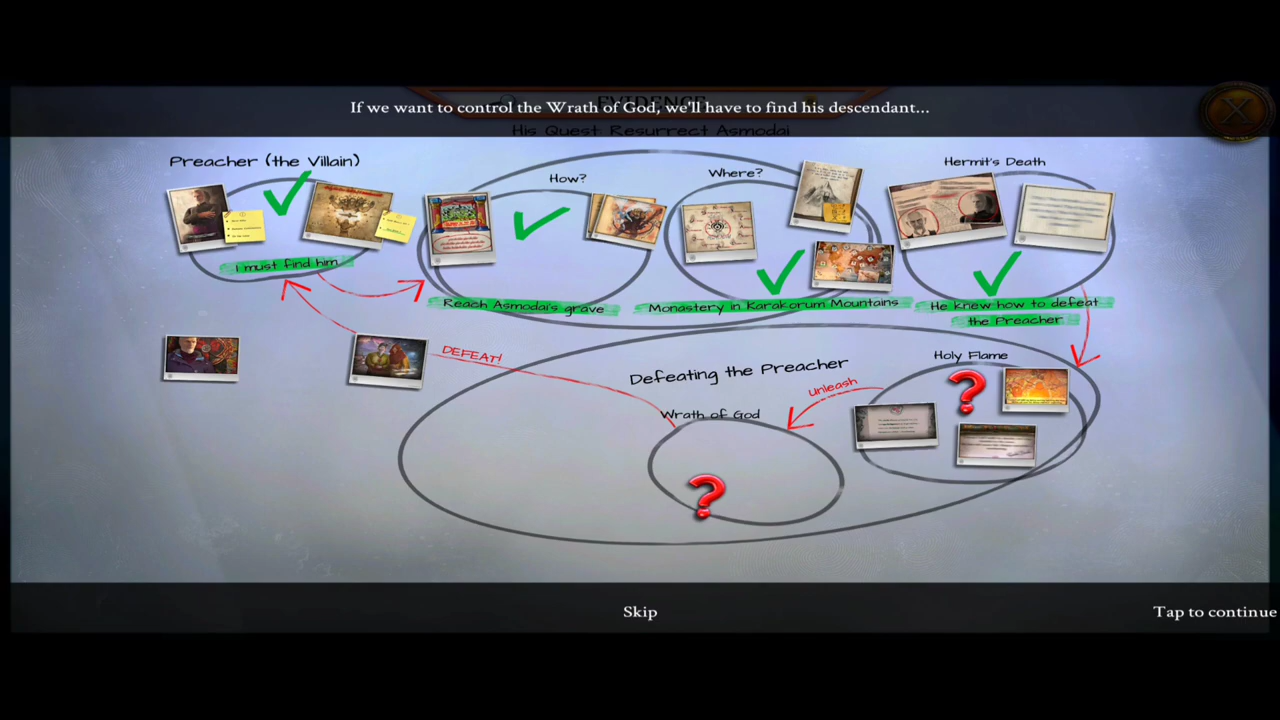 If we want to control the Wrath of God, we'll have to find his descendant...
EVIDENCE
His Quest: Resurrect Asmodai
Preacher (the Villain)
How?
Where?
Hermit's Death
I must find him
Reach Asmodai's grave
Monastery in Karakorum Mountains
He knew how to defeat
the Preacher
DEFEAT!
Defeating the Preacher
Holy Flame
unleash
Wrath of God
Skip
Tap to continue